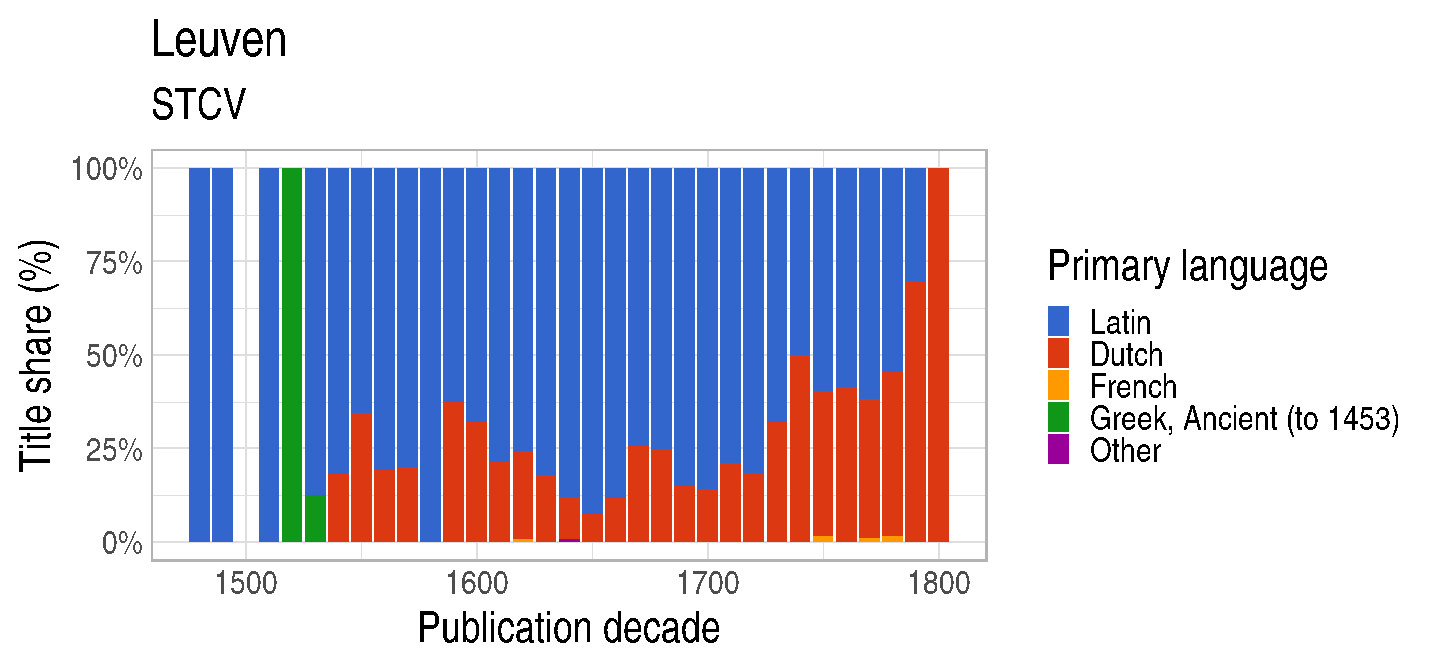 Leuven
STCV
Title share (%)
100%
75%
50%
25%
0%
1500 1600 1700 1800
Publication decade
Primary language
Latin
Dutch
French
Greek, Ancient (to 1453)
Other